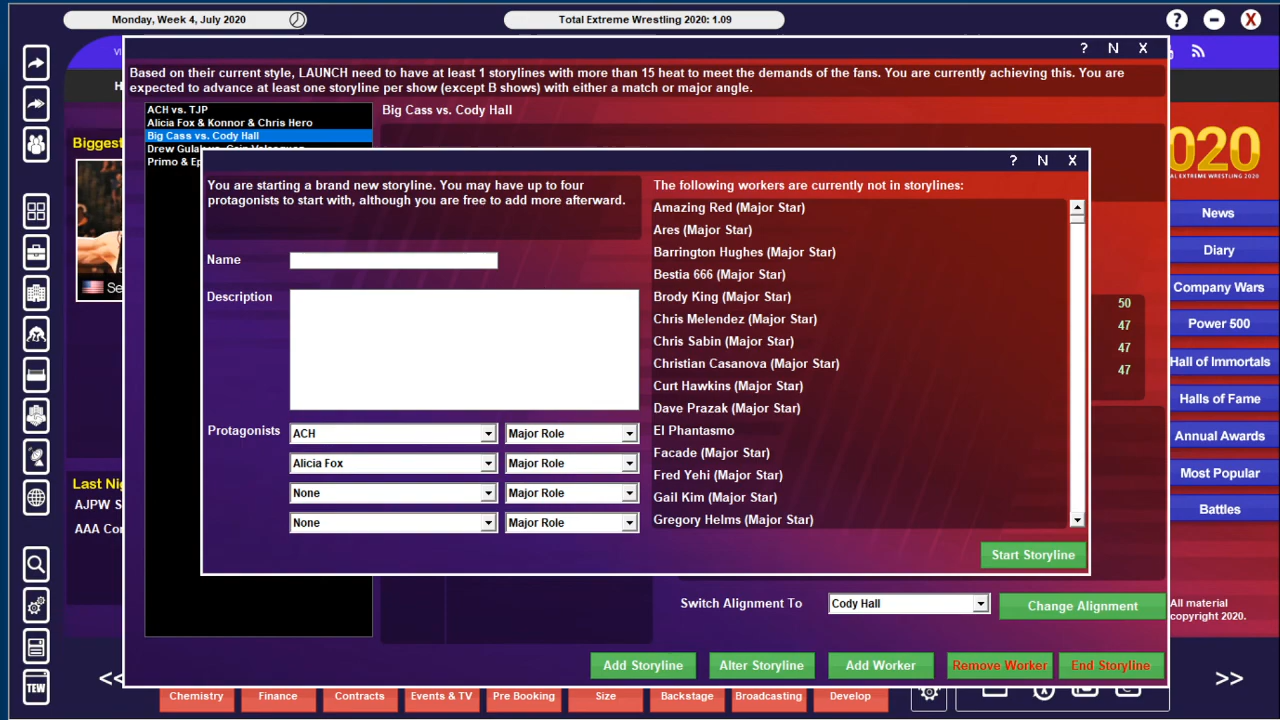 Monday, Week 4, July 2020
Total Extreme Wrestling 2020: 1.09
? N X
Based on their current style, LAUNCH need to have at least 1 storylines with more than 15 heat to meet the demands of the fans. You are currently achieving this. You are
expected to advance at least one storyline per show (except B shows) with either a match or major angle.
ACH vs. TJP
Alicia Fox & Konnor & Chris Hero
Big Cass vs. Cody Hall
Primo & Ep
Big Cass vs. Cody Hall
Biggest
Se
Last Nig
AJPW S
AAA Cor
TEW
? N X
You are starting a brand new storyline. You may have up to four
protagonists to start with, although you are free to add more afterward.
Name
Description
Protagonists
ACH Major Role
Alicia Fox Major Role
None Major Role
None Major Role
The following workers are currently not in storylines:
Amazing Red (Major Star)
Ares (Major Star)
Barrington Hughes (Major Star)
Bestia 666 (Major Star)
Brody King (Major Star)
Chris Melendez (Major Star)
Chris Sabin (Major Star)
Christian Casanova (Major Star)
Curt Hawkins (Major Star)
Dave Prazak (Major Star)
El Phantasmo
Facade (Major Star)
Fred Yehi (Major Star)
Gail Kim (Major Star)
Gregory Helms (Major Star)
Start Storyline
50
47
47
47
Switch Alignment To
Cody Hall
Change Alignment
Add Storyline
Alter Storyline
Add Worker
Remove Worker
End Storyline
<<
>>
Chemistry
Finance
Contracts
Events & TV
Pre Booking
Size
Backstage
Broadcasting
Develop
? X
020
AL EXTREME WRESTLING 2020
News
Diary
Company Wars
Power 500
Hall of Immortals
Halls of Fame
Annual Awards
Most Popular
Battles
All material
copyright 2020.